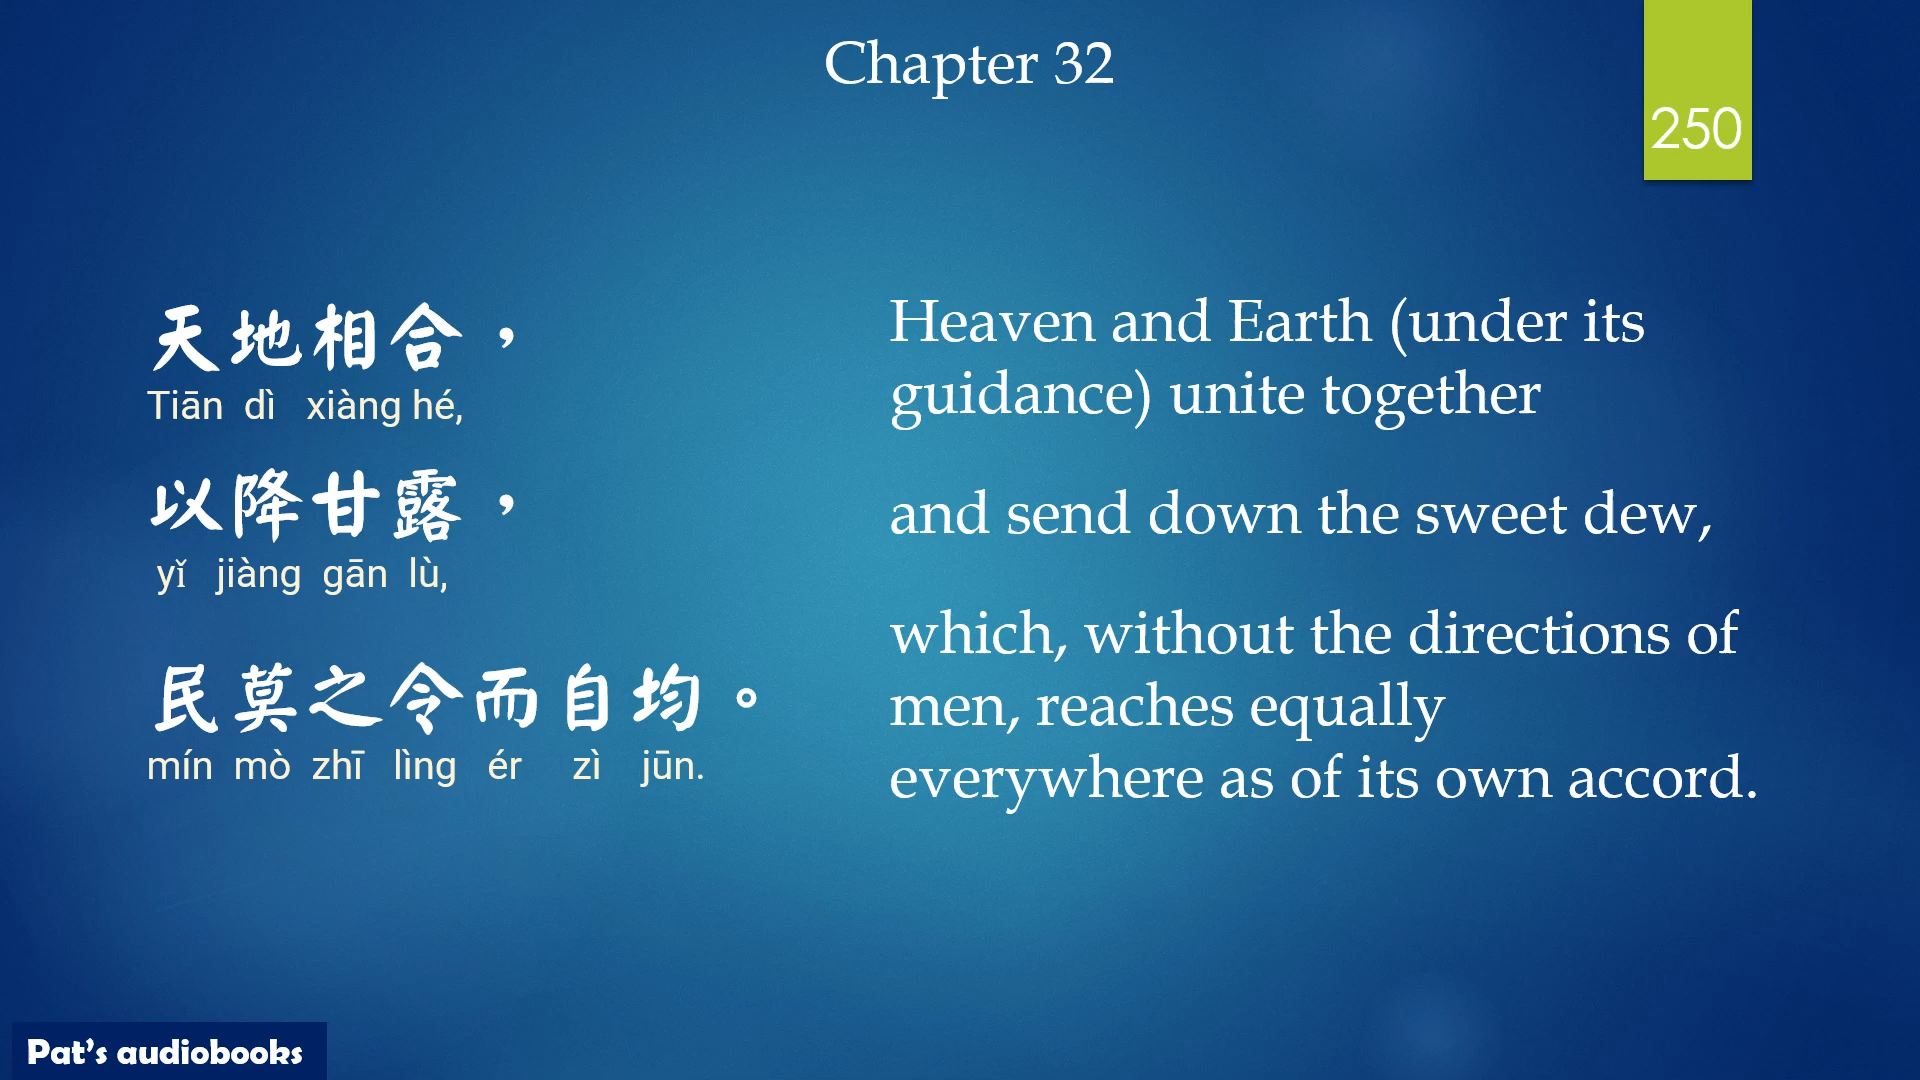 Chapter 32
250
天地相合，
Tiān dì xiàng hé,
以降甘露，
yǐ jiàng gān lù,
民莫之令而自均。
mín mò zhī lìng ér zì jūn.
Heaven and Earth (under its
guidance) unite together
and send down the sweet dew,
which, without the directions of
men, reaches equally
everywhere as of its own accord.
Pat's audiobooks